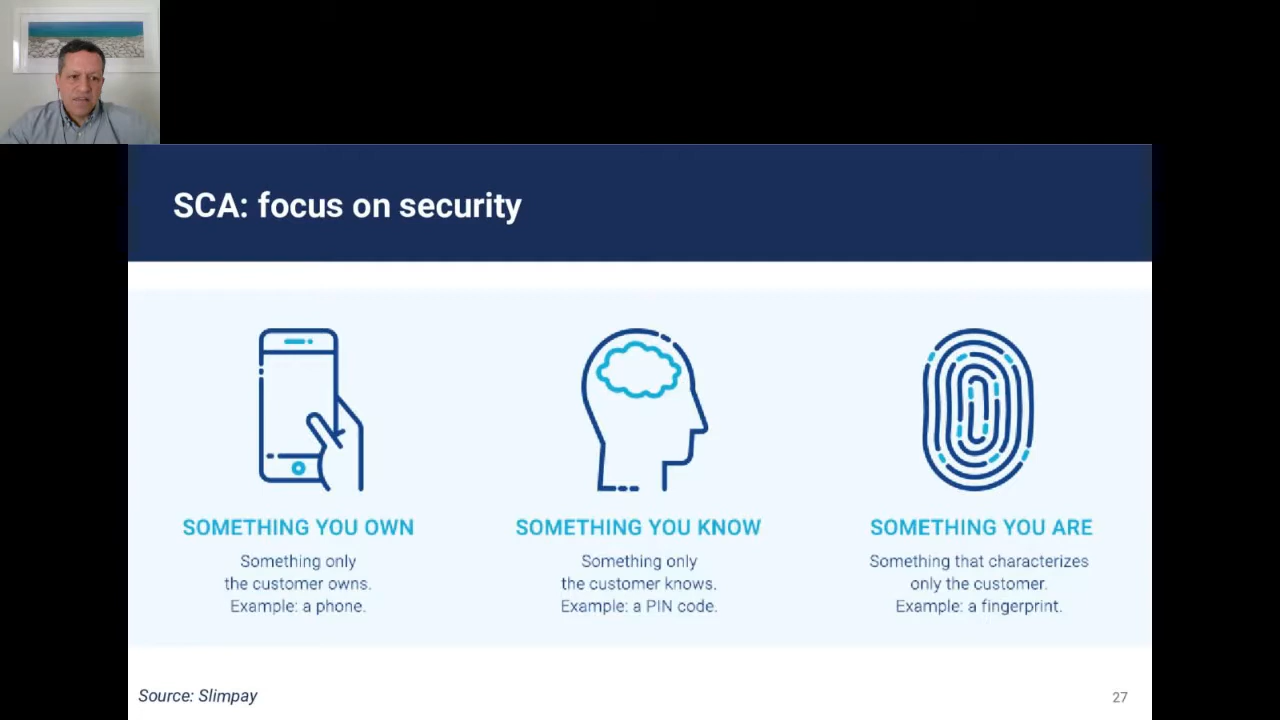 SCA: focus on security
SOMETHING YOU OWN
Something only
the customer owns.
Example: a phone.
SOMETHING YOU KNOW
Something only
the customer knows.
Example: a PIN code.
SOMETHING YOU ARE
Something that characterizes
only the customer.
Example: a fingerprint.
Source: Slimpay
27